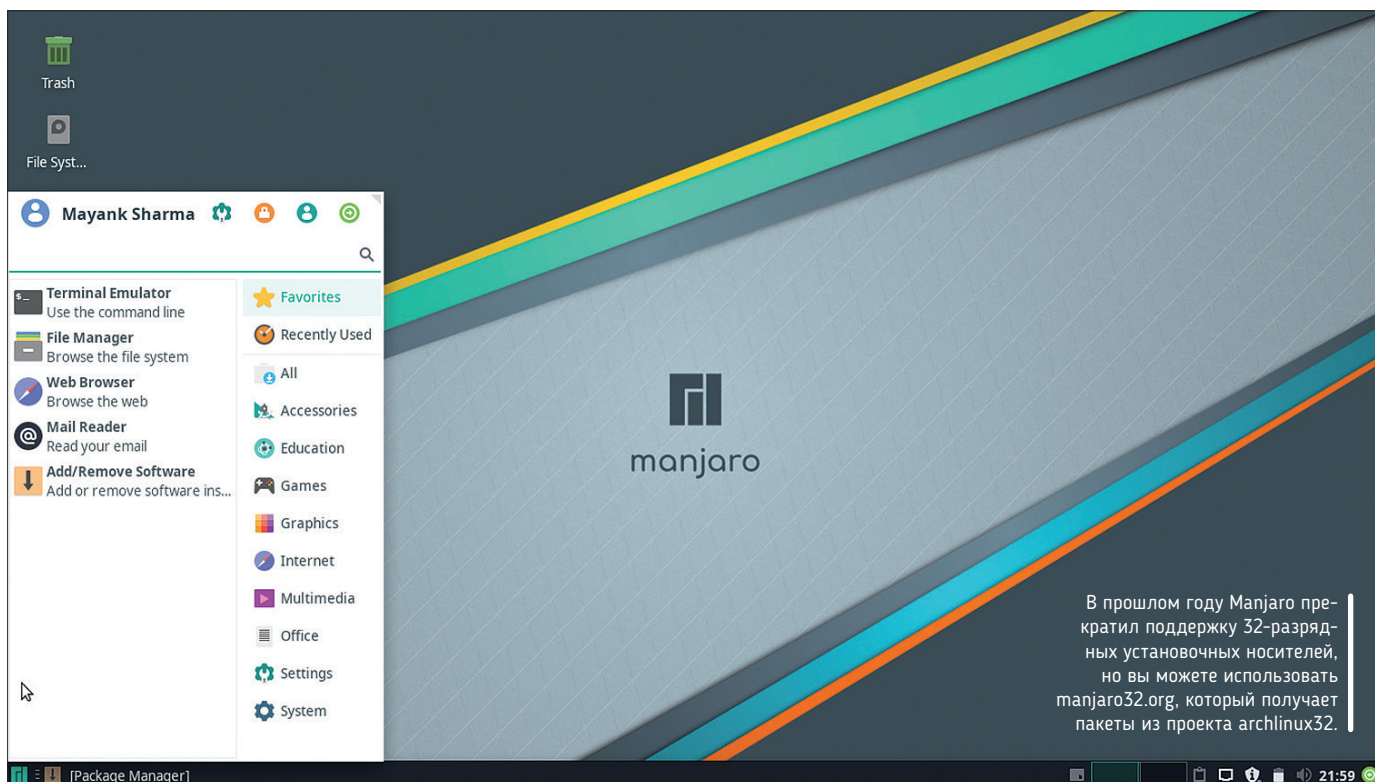 Trash
File Syst...
Mayank Sharma
Terminal Emulator
Use the command line
File Manager
Browse the file system
Web Browser
Browse the web
Mail Reader
Read your email
Add/Remove Software
Add or remove software ins...
Favorites
Recently Used
All
Accessories
Education
Games
Graphics
Internet
Multimedia
Office
Settings
System
manjaro
В прошлом году Manjaro пре-
кратил поддержку 32-разряд-
ных установочных носителей,
но вы можете использовать
manjaro32.org, который получает
пакеты из проекта archlinux32.
[Package Manager]
21:59